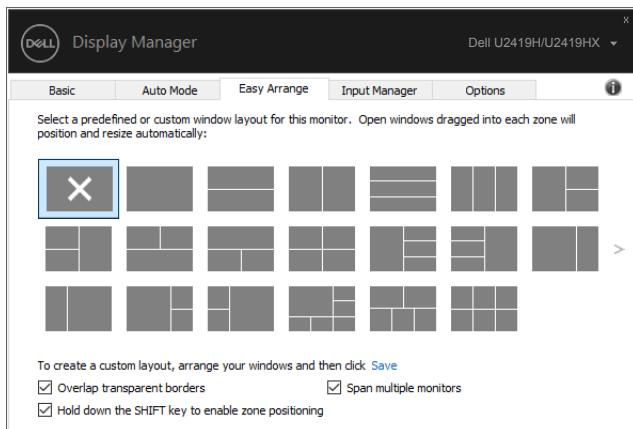 x
DELL Display Manager Dell U2419H/U2419HX
Basic Auto Mode Easy Arrange Input Manager Options i
Select a predefined or custom window layout for this monitor. Open windows dragged into each zone will
position and resize automatically:
>
To create a custom layout, arrange your windows and then click Save
Overlap transparent borders Span multiple monitors
Hold down the SHIFT key to enable zone positioning